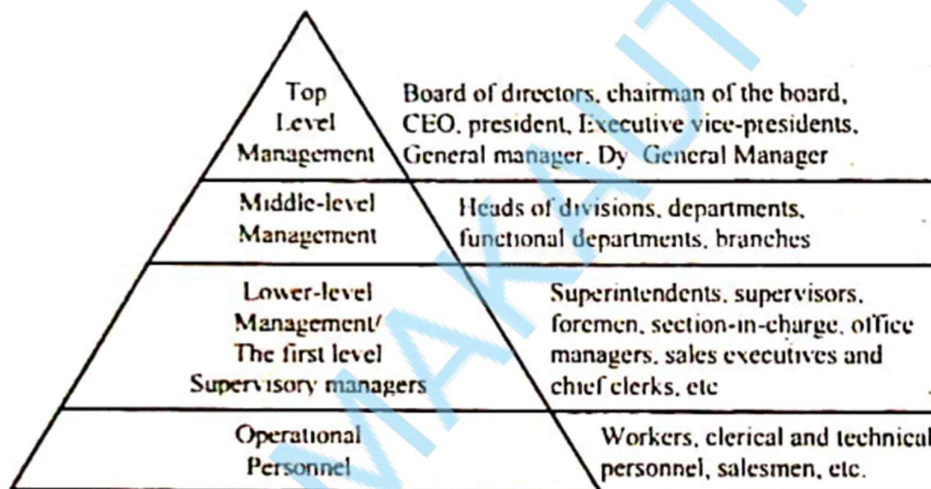 Top
Level
Management
Board of directors, chairman of the board,
CEO, president, Executive vice-presidents,
General manager, Dy General Manager
Middle-level
Management
Heads of divisions, departments,
functional departments, branches
Lower-level
Management/
The first level
Supervisory managers
Superintendents, supervisors,
foremen, section-in-charge, office
managers, sales executives and
chief clerks, etc
Operational
Personnel
Workers, clerical and technical
personnel, salesmen, etc.
MAKAUT